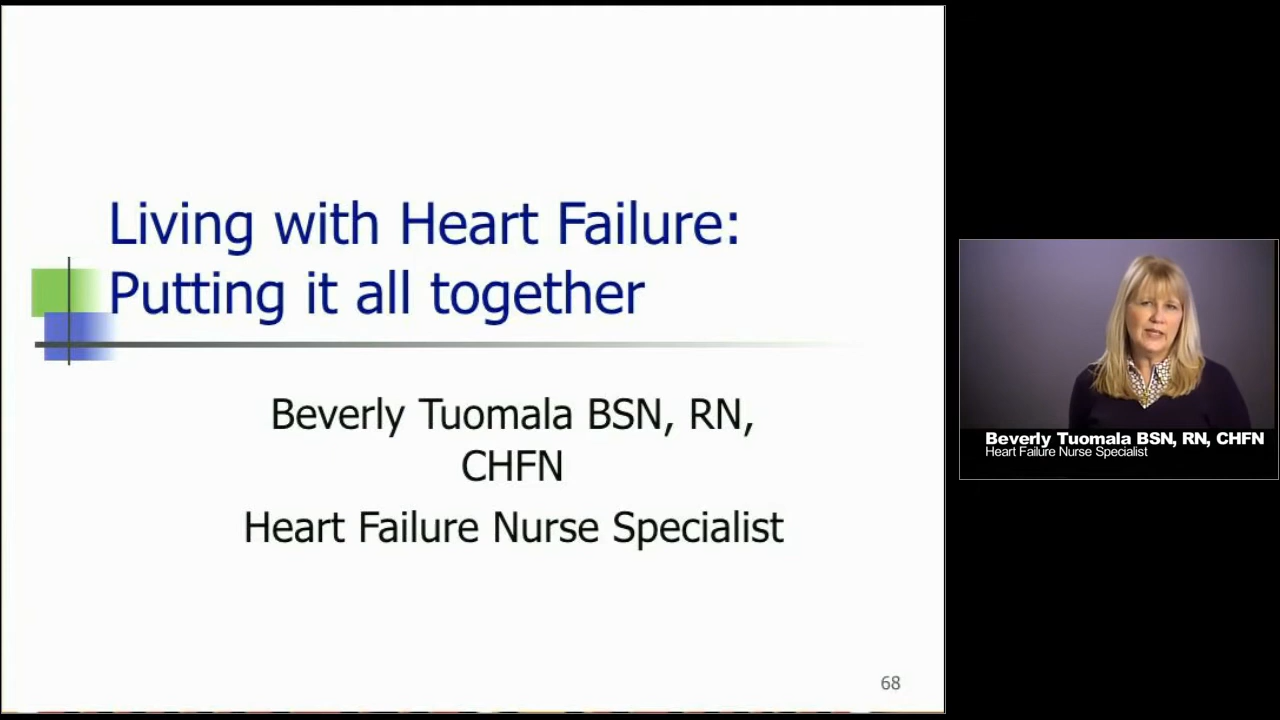 Living with Heart Failure:
Putting it all together
Beverly Tuomala BSN, RN,
CHFN
Heart Failure Nurse Specialist
68
Beverly Tuomala BSN, RN, CHFN
Heart Failure Nurse Specialist